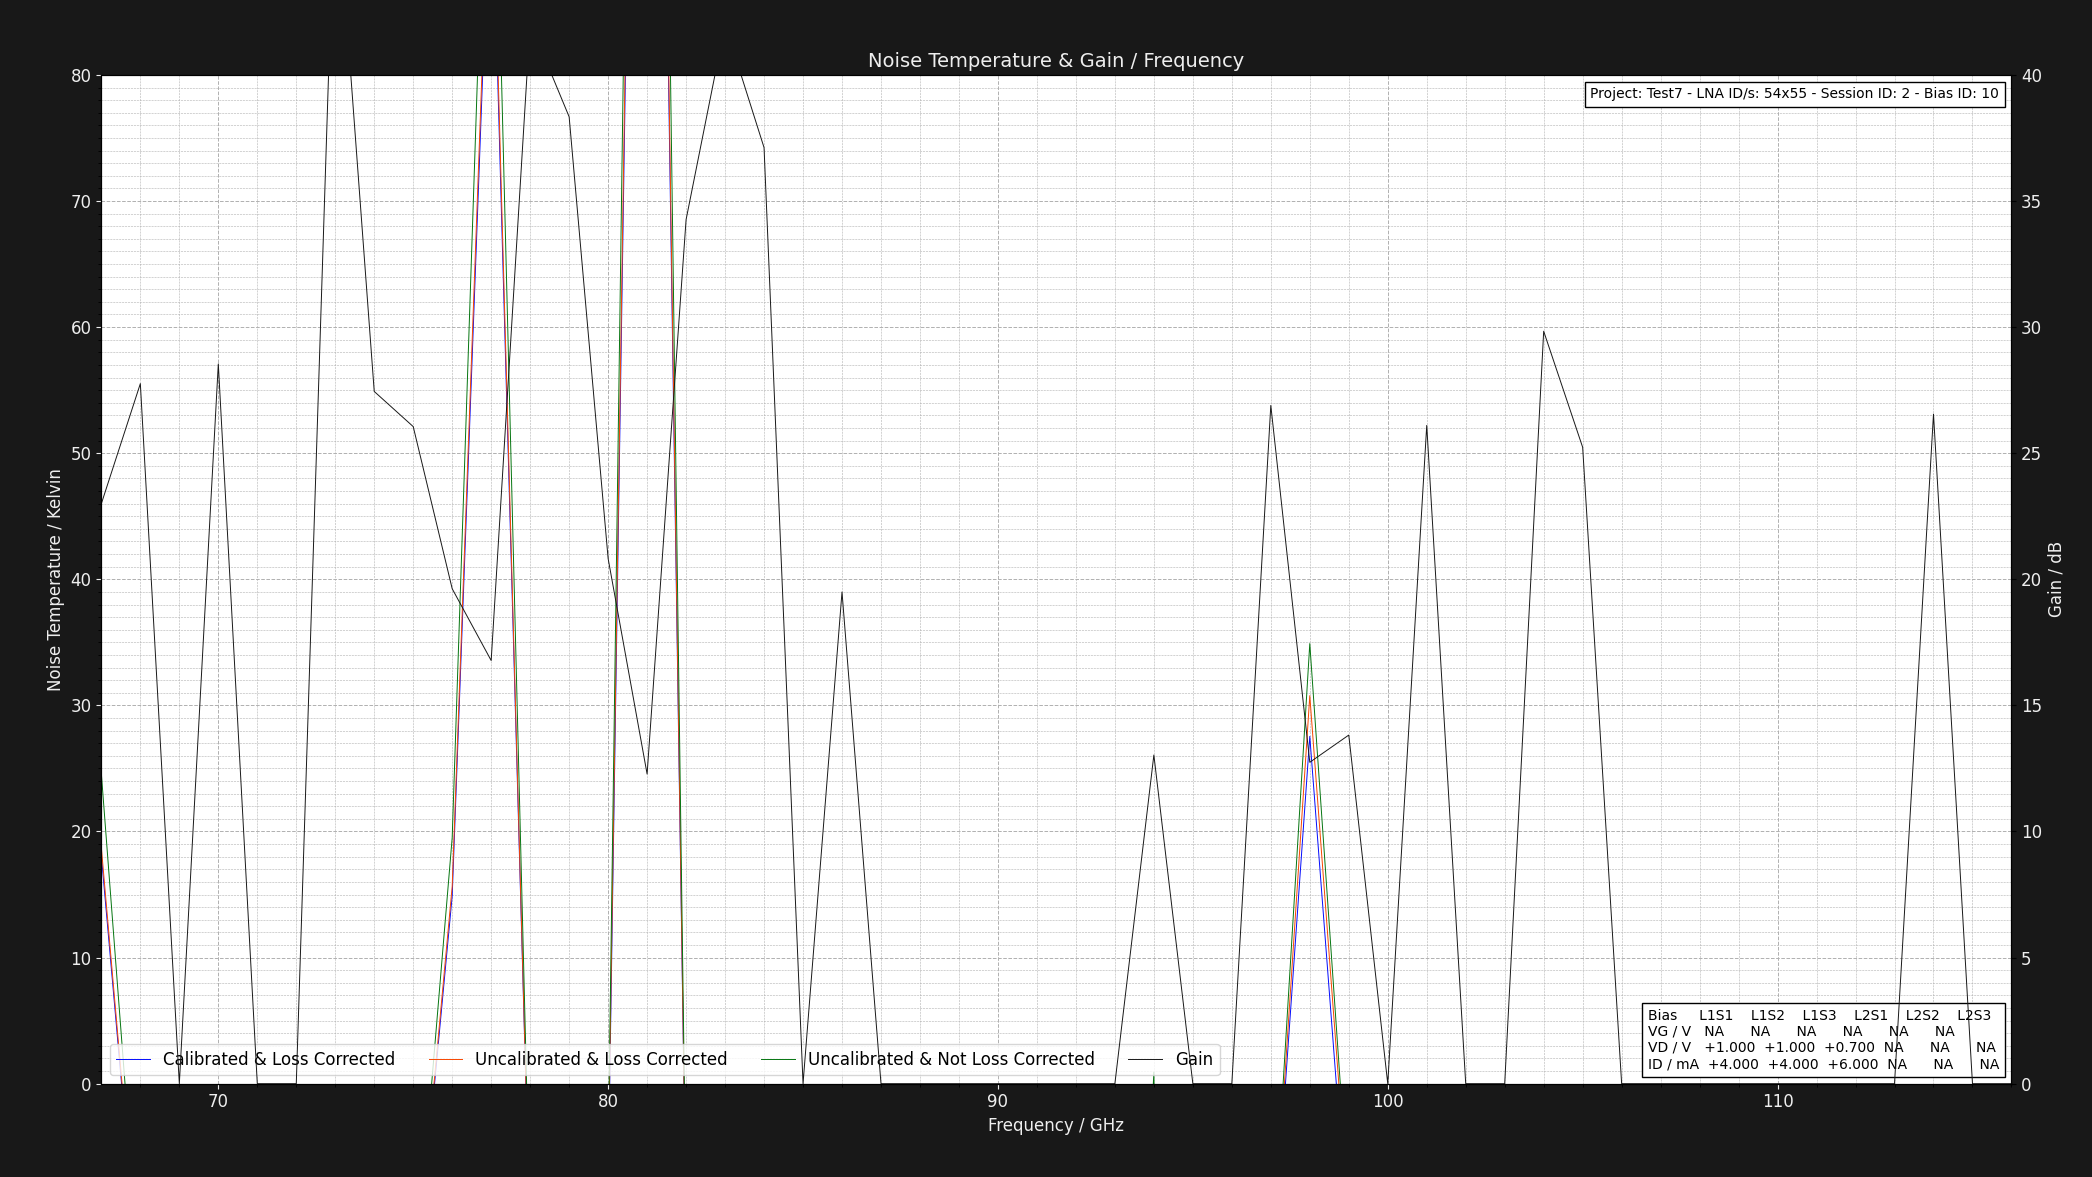 Noise Temperature & Gain / Frequency
Project: Test7 - LNA ID/s: 54x55 - Session ID: 2 - Bias ID: 10
80
70
60
50
40
30
20
10
0
Noise Temperature / Kelvin
40
35
30
25
20
15
10
5
0
Gain / dB
Bias L1S1 L1S2 L1S3 L2S1 L2S2 L2S3
VG / V NA NA NA NA NA NA
VD / V +1.000 +1.000 +0.700 NA NA NA
ID / mA +4.000 +4.000 +6.000 NA NA NA
Calibrated & Loss Corrected Uncalibrated & Loss Corrected Uncalibrated & Not Loss Corrected Gain
70 80 90 100 110
Frequency / GHz